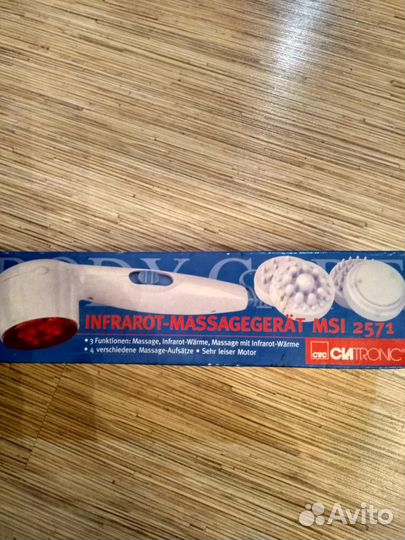 BODY C
INFRAROT-MASSAGEGERÄT MSI 2571
• 3 Funktionen: Massage, Infrarot-Wärme, Massage mit Infrarot-Wärme
• 4 verschiedene Massage-Aufsätze • Sehr leiser Motor
CTC CLATRONIC®
Avito